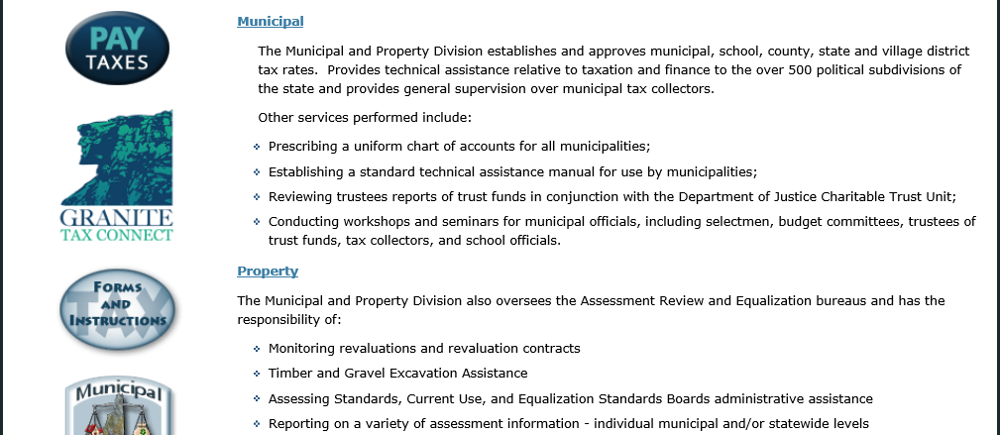 PAY
TAXES
GRANITE
TAX CONNECT
FORMS
AND
INSTRUCTIONS
TAX
Municipal
Municipal
The Municipal and Property Division establishes and approves municipal, school, county, state and village district
tax rates.  Provides technical assistance relative to taxation and finance to the over 500 political subdivisions of
the state and provides general supervision over municipal tax collectors.
Other services performed include:
Prescribing a uniform chart of accounts for all municipalities;
Establishing a standard technical assistance manual for use by municipalities;
Reviewing trustees reports of trust funds in conjunction with the Department of Justice Charitable Trust Unit;
Conducting workshops and seminars for municipal officials, including selectmen, budget committees, trustees of
trust funds, tax collectors, and school officials.
Property
The Municipal and Property Division also oversees the Assessment Review and Equalization bureaus and has the
responsibility of:
Monitoring revaluations and revaluation contracts
Timber and Gravel Excavation Assistance
Assessing Standards, Current Use, and Equalization Standards Boards administrative assistance
Reporting on a variety of assessment information - individual municipal and/or statewide levels